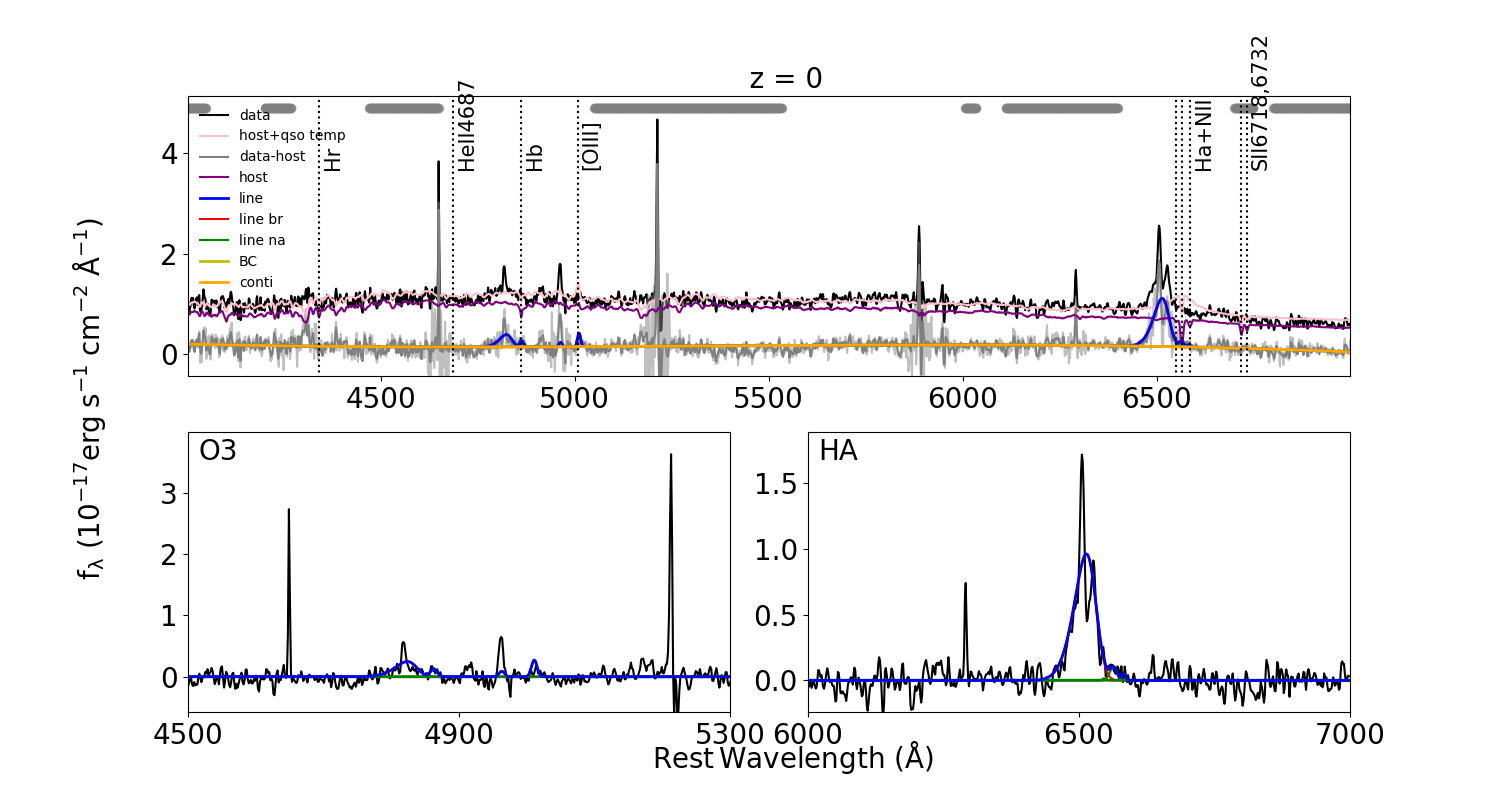 z = 0
data
host+qso temp
data-host
host
line
line br
line na
BC
conti
Hr
HeII4687
Hb
[OIII]
Ha+NII
SII6718,6732
4
2
0
4500 5000 5500 6000 6500
fλ (10⁻¹⁷erg s⁻¹ cm⁻² Å⁻¹)
O3
3
2
1
0
4500 4900 5300
HA
1.5
1.0
0.5
0.0
6000 6500 7000
Rest Wavelength (Å)